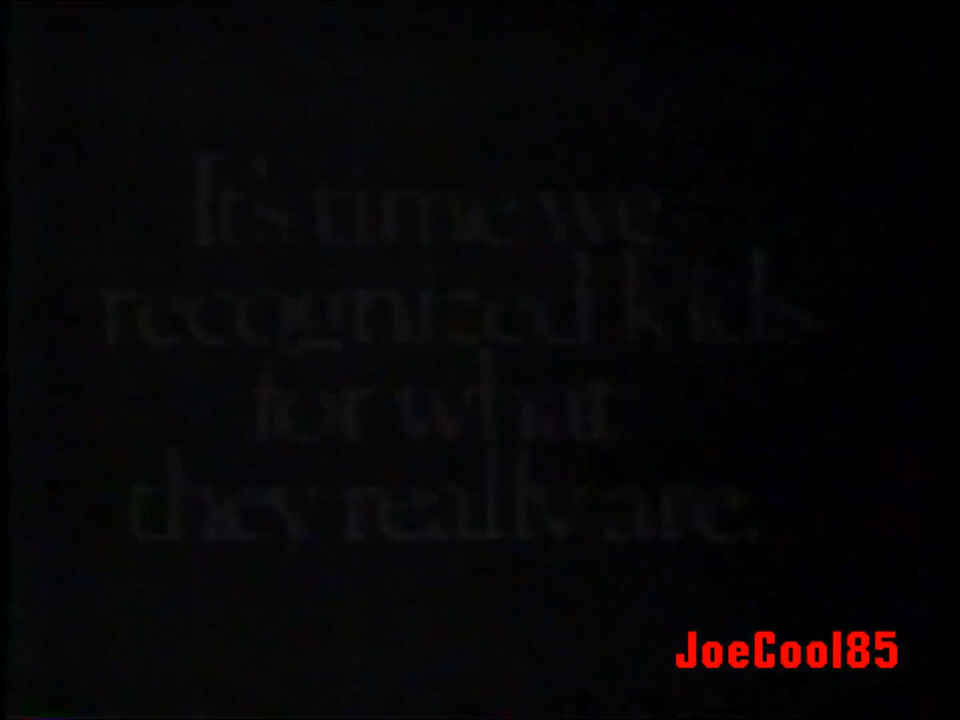 It's time we
recognized kids
for what
they really are.
JoeCool85